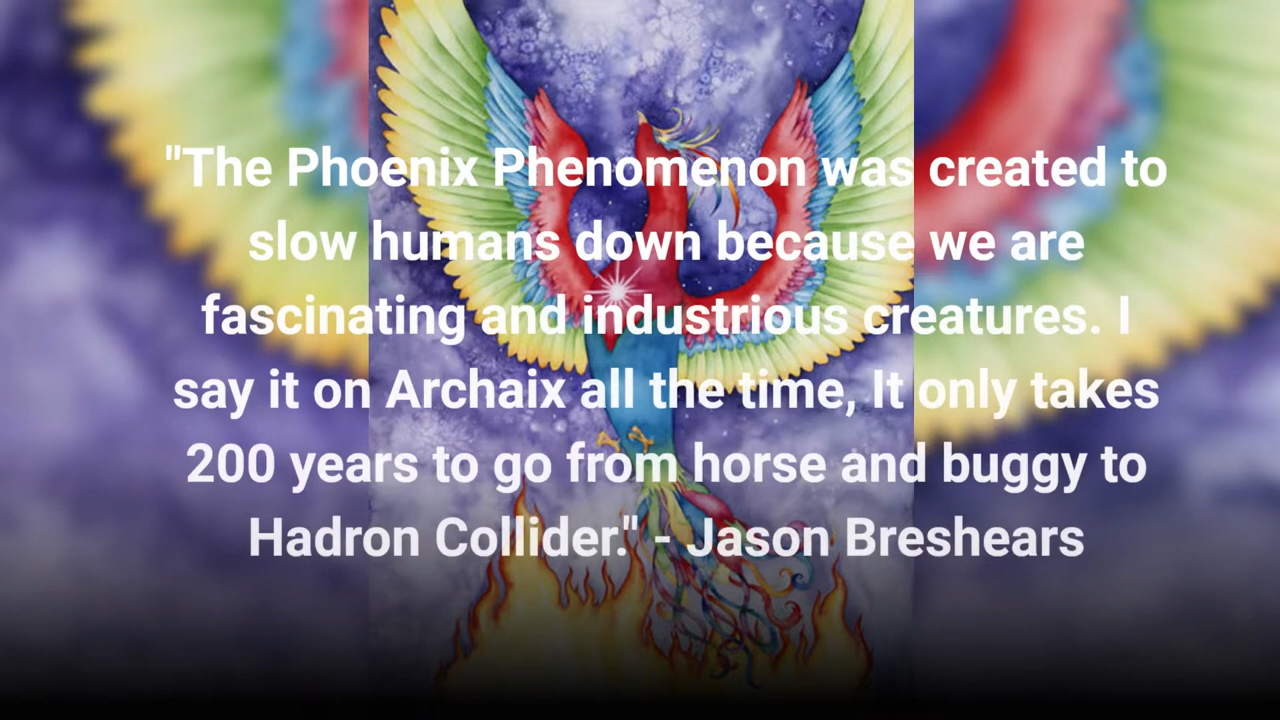 "The Phoenix Phenomenon was created to
slow humans down because we are
fascinating and industrious creatures. I
say it on Archaix all the time, It only takes
200 years to go from horse and buggy to
Hadron Collider." - Jason Breshears